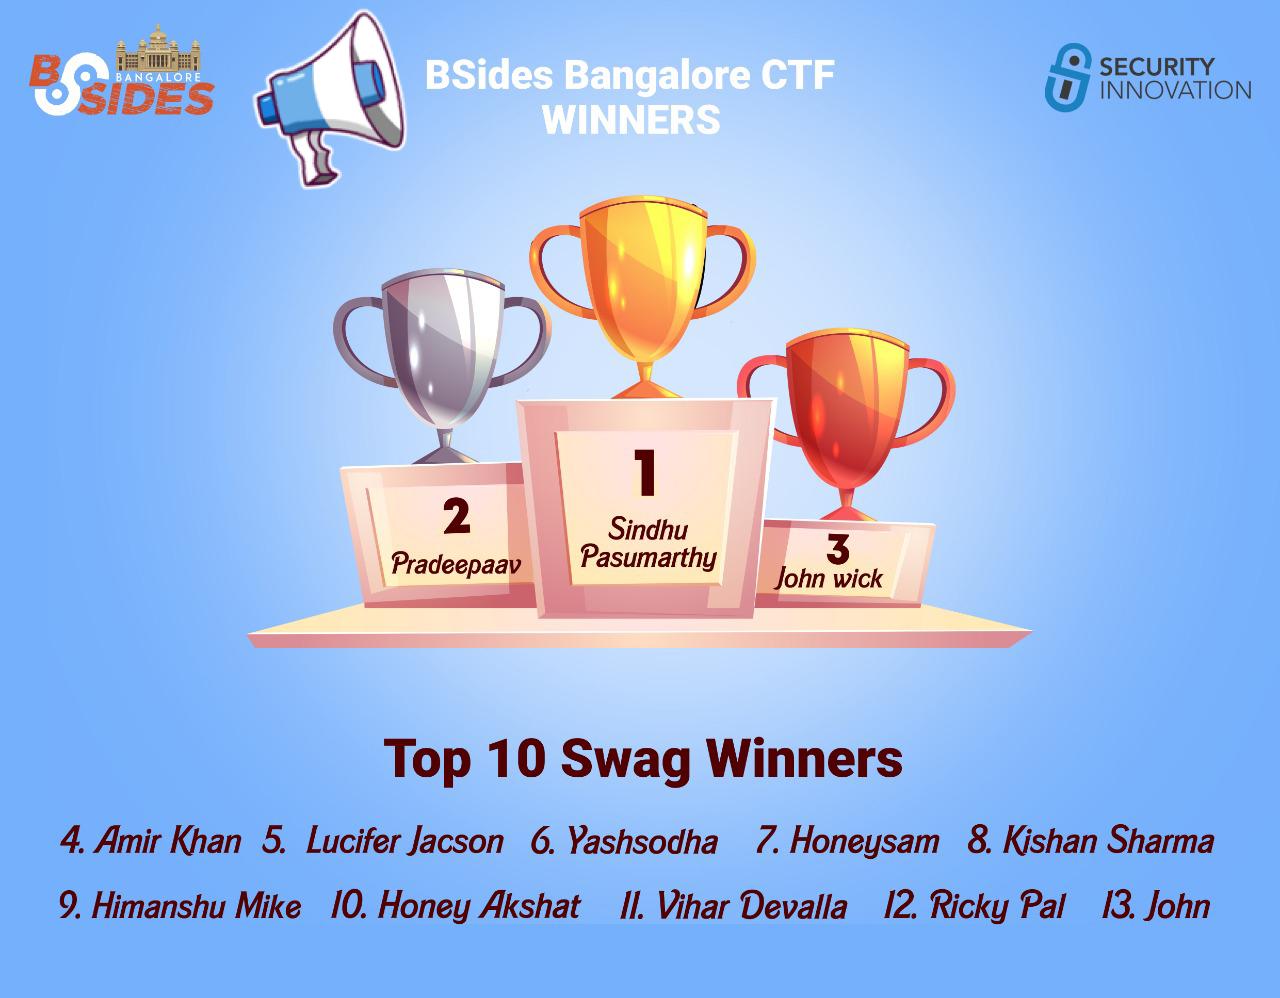 BSIDES
BANGALORE
BSides Bangalore CTF
WINNERS
SECURITY
INNOVATION
1
Sindhu
Pasumarthy
2
Pradeepaav
3
John wick
Top 10 Swag Winners
4. Amir Khan 5. Lucifer Jacson 6. Yashsodha 7. Honeysam 8. Kishan Sharma
9. Himanshu Mike 10. Honey Akshat 11. Vihar Devalla 12. Ricky Pal 13. John